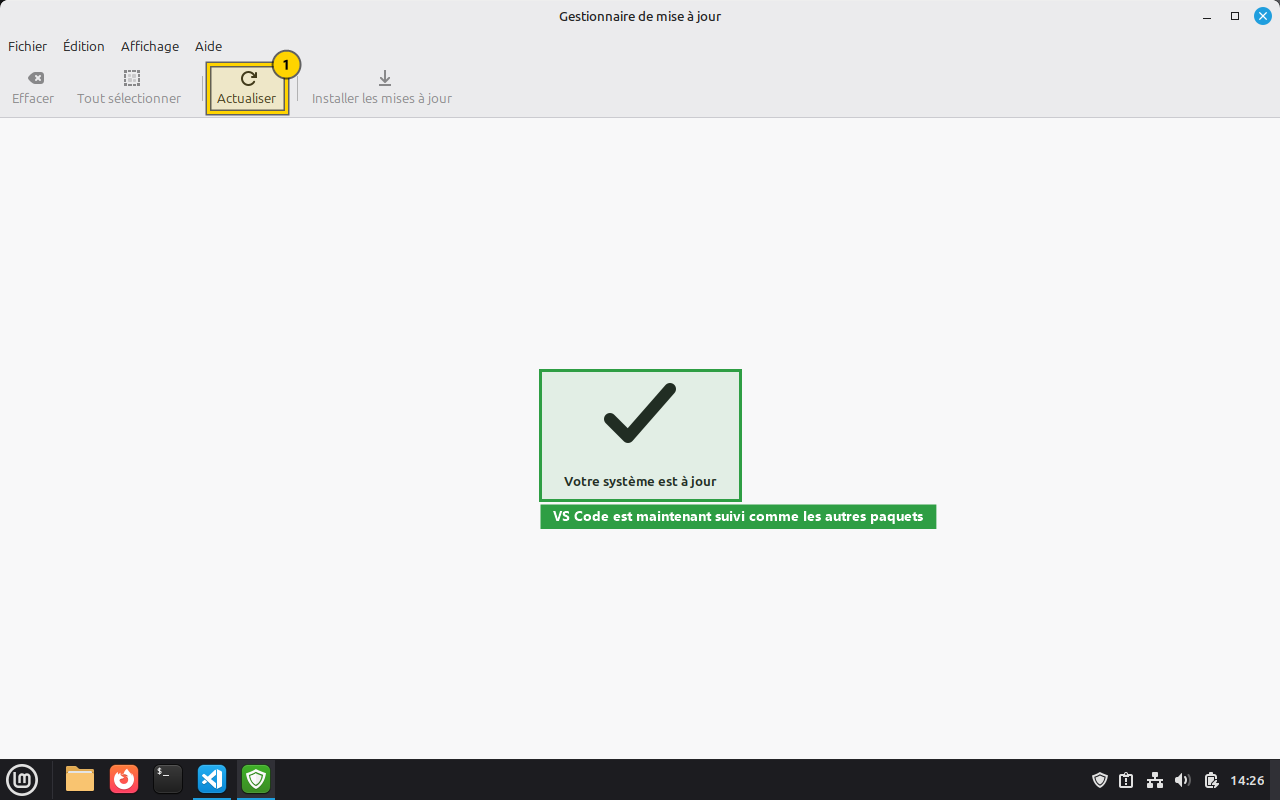 Gestionnaire de mise à jour
Fichier Édition Affichage Aide
1
Effacer Tout sélectionner Actualiser Installer les mises à jour
Votre système est à jour
VS Code est maintenant suivi comme les autres paquets
$_
14:26